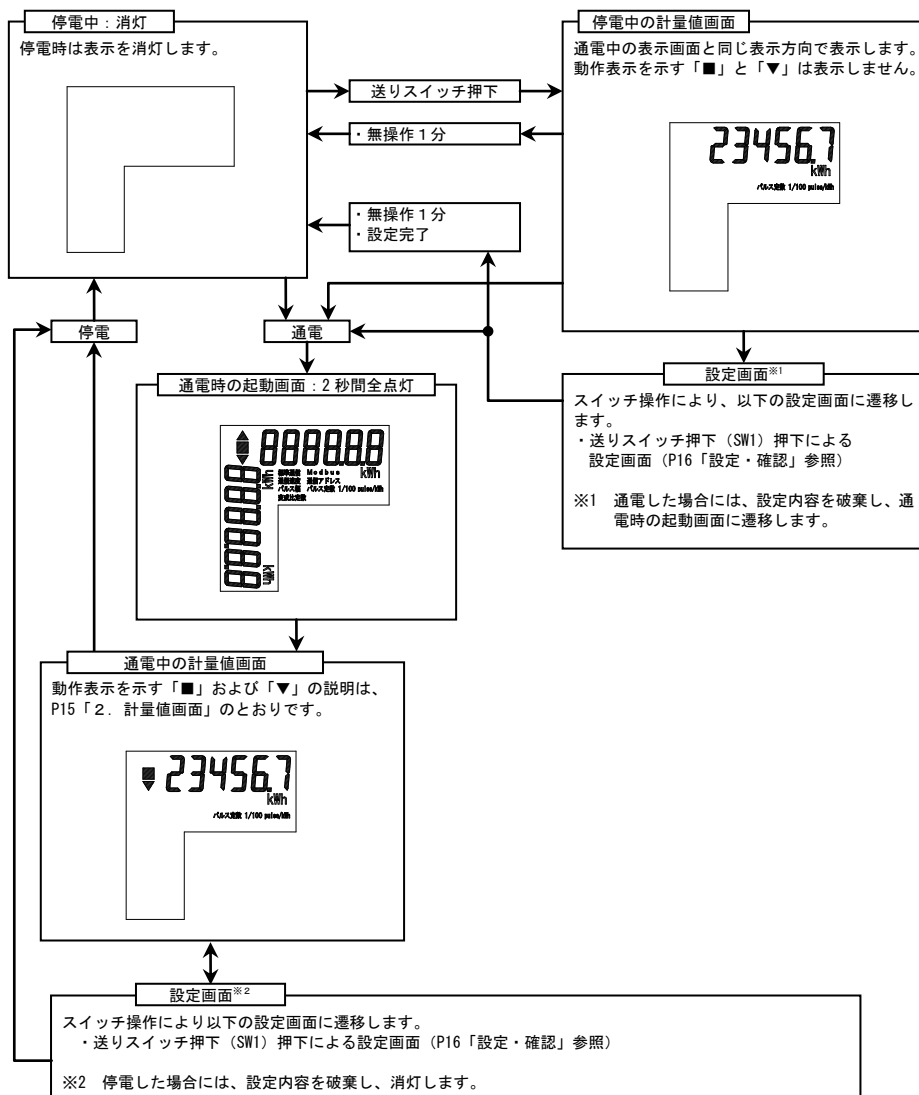 停電中：消灯
停電時は表示を消灯します。
送りスイッチ押下
・無操作１分
・無操作１分
・設定完了
停電中の計量値画面
通電中の表示画面と同じ表示方向で表示します。
動作表示を示す「■」と「▼」は表示しません。
23456.7
kWh
パルス定数 1/100 pulse/kWh
停電
通電
設定画面※1
スイッチ操作により、以下の設定画面に遷移し
ます。
・送りスイッチ押下（SW1）押下による
設定画面（P16「設定・確認」参照）
※1 通電した場合には、設定内容を破棄し、通
電時の起動画面に遷移します。
通電時の起動画面：２秒間全点灯
888888
kWh
Modbus
通信速度 通信アドレス
パルス幅 パルス定数 1/100 pulse/kWh
変成比定数
888888
kWh
kWh
通電中の計量値画面
動作表示を示す「■」および「▼」の説明は、
P15「２．計量値画面」のとおりです。
23456.7
kWh
パルス定数 1/100 pulse/kWh
設定画面※２
スイッチ操作により以下の設定画面に遷移します。
・送りスイッチ押下（SW1）押下による設定画面（P16「設定・確認」参照）
※2 停電した場合には、設定内容を破棄し、消灯します。